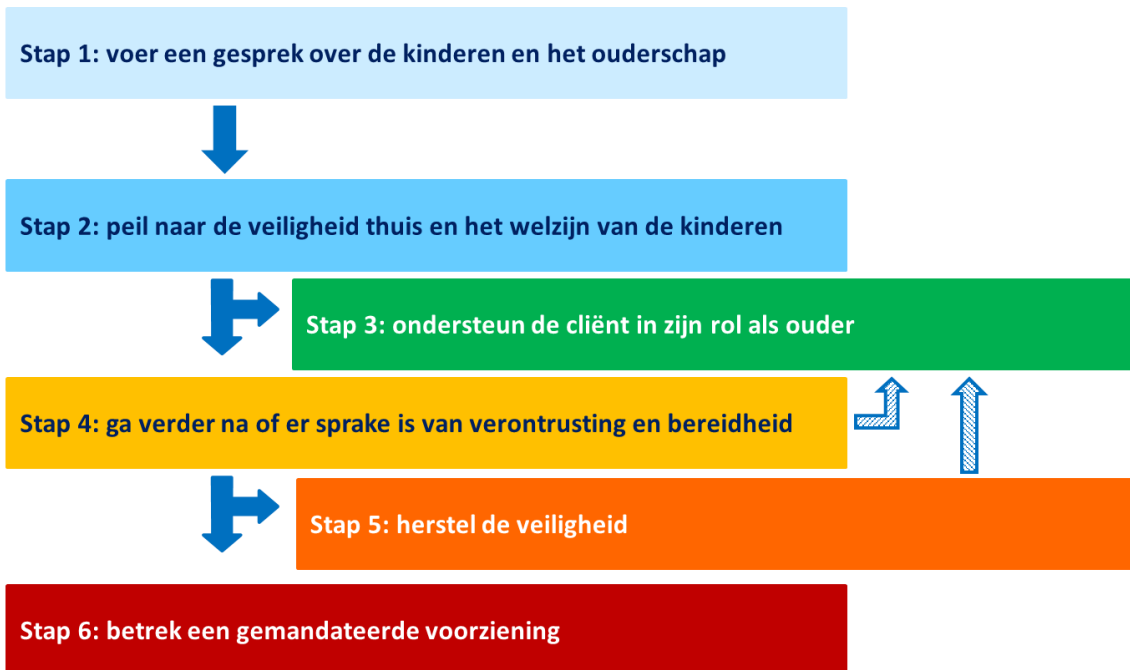 Stap 1: voer een gesprek over de kinderen en het ouderschap
Stap 2: peil naar de veiligheid thuis en het welzijn van de kinderen
Stap 3: ondersteun de cliënt in zijn rol als ouder
Stap 4: ga verder na of er sprake is van verontrusting en bereidheid
Stap 5: herstel de veiligheid
Stap 6: betrek een gemandateerde voorziening